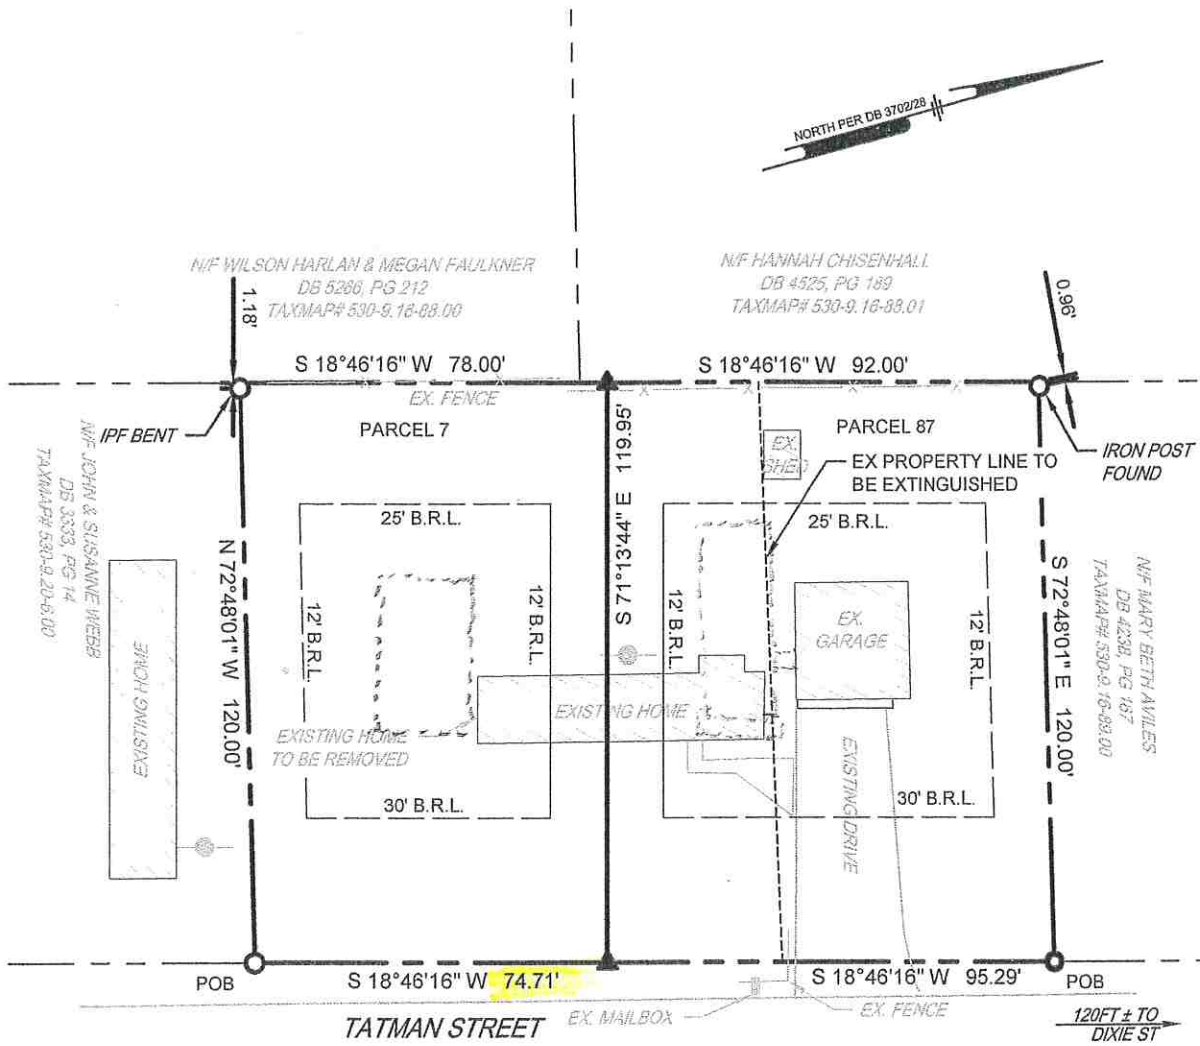 NORTH PER DB 3702/28
N/F WILSON HARLAN & MEGAN FAULKNER
DB 5266, PG 212
TAXMAP# 530-9.16-88.00
N/F HANNAH CHISENHALL
DB 4525, PG 189
TAXMAP# 530-9.16-88.01
1.18'
0.96'
S 18°46'16" W 78.00'
S 18°46'16" W 92.00'
EX. FENCE
IPF BENT
PARCEL 7
PARCEL 87
IRON POST
FOUND
EX.
SHED
EX PROPERTY LINE TO
BE EXTINGUISHED
N/F JOHN & SUSANNE WEBB
DB 3333, PG 14
TAXMAP# 530-9.20-6.00
N/F MARY BETH AVILES
DB 4238, PG 167
TAXMAP# 530-9.16-89.00
N 72°48'01" W 120.00'
S 71°13'44" E 119.95'
S 72°48'01" E 120.00'
25' B.R.L.
25' B.R.L.
12' B.R.L.
12' B.R.L.
12' B.R.L.
12' B.R.L.
EX.
GARAGE
EXISTING HOME
EXISTING HOME
EXISTING HOME
TO BE REMOVED
EXISTING DRIVE
30' B.R.L.
30' B.R.L.
POB
S 18°46'16" W 74.71'
S 18°46'16" W 95.29'
POB
TATMAN STREET
EX. MAILBOX
EX. FENCE
120FT ± TO
DIXIE ST